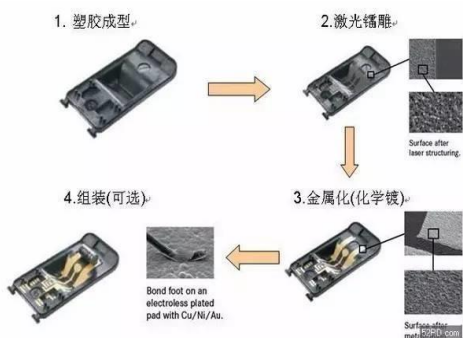 1. 塑胶成型
2.激光镭雕
Surface after
laser structuring.
4.组装(可选)
3.金属化(化学镀)
Bond foot on an
electroless plated
pad with Cu/Ni/Au.
Surface after
52RD.com